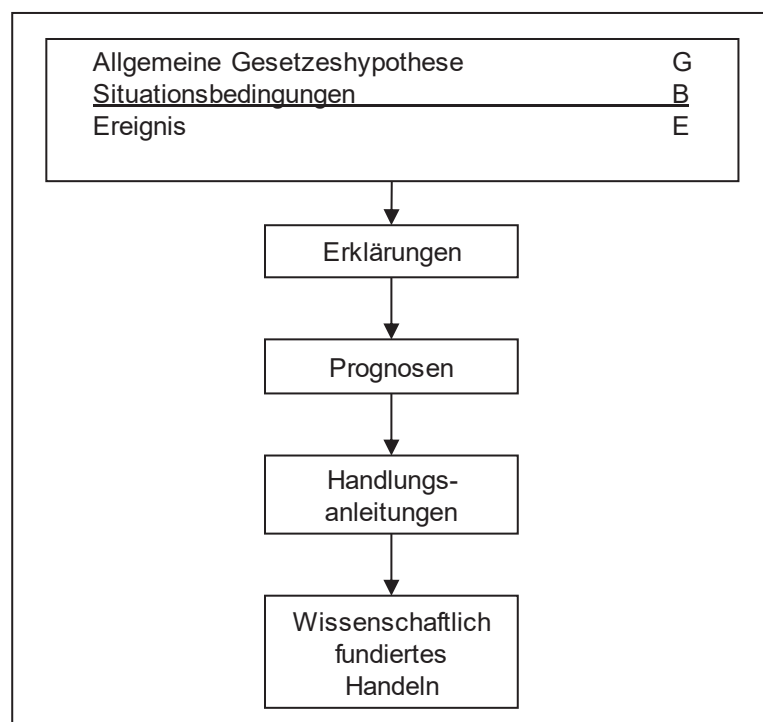 Allgemeine Gesetzeshypothese G
Situationsbedingungen B
Ereignis E
Erklärungen
Prognosen
Handlungs-
anleitungen
Wissenschaftlich
fundiertes
Handeln